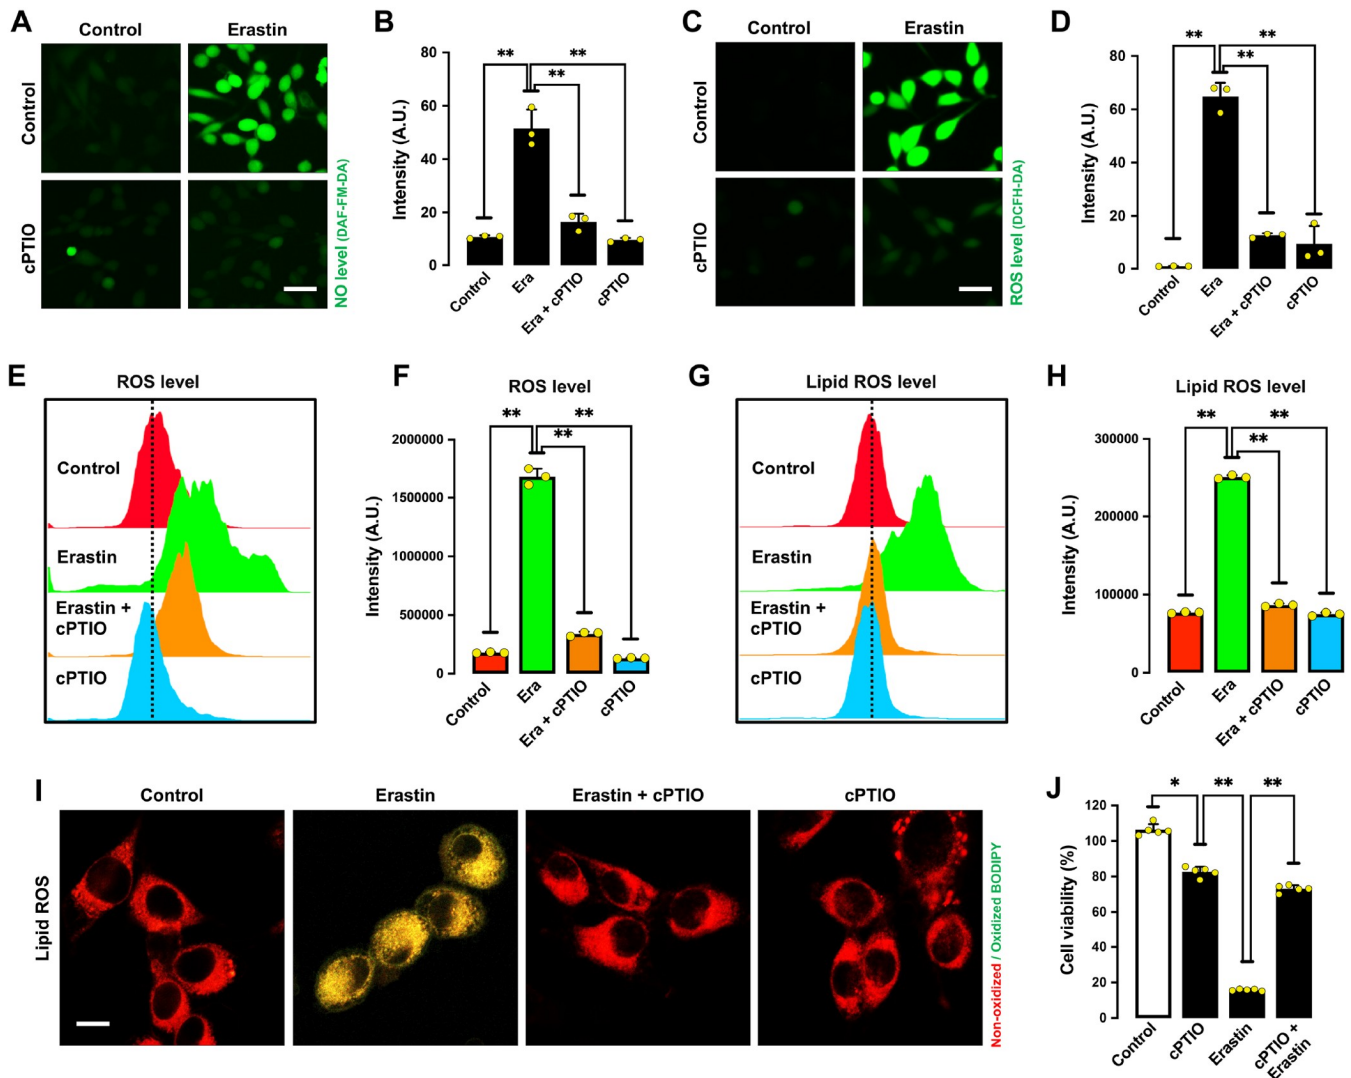 A
Control
Erastin
Control
cPTIO
NO level (DAF-FM-DA)
B
Intensity (A.U.)
80
60
40
20
0
**
**
**
Control
Era
Era + cPTIO
cPTIO
C
Control
Erastin
Control
cPTIO
ROS level (DCFH-DA)
D
Intensity (A.U.)
80
60
40
20
0
**
**
**
Control
Era
Era + cPTIO
cPTIO
E
ROS level
Control
Erastin
Erastin +
cPTIO
cPTIO
F
ROS level
Intensity (A.U.)
2000000
1500000
1000000
500000
0
**
**
**
Control
Era
Era + cPTIO
cPTIO
G
Lipid ROS level
Control
Erastin
Erastin +
cPTIO
cPTIO
H
Lipid ROS level
Intensity (A.U.)
300000
200000
100000
0
**
**
**
Control
Era
Era + cPTIO
cPTIO
I
Control
Erastin
Erastin + cPTIO
cPTIO
Lipid ROS
Non-oxidized / Oxidized BODIPY
J
Cell viability (%)
120
100
80
60
40
20
0
*
**
**
Control
cPTIO
Erastin
cPTIO +
Erastin